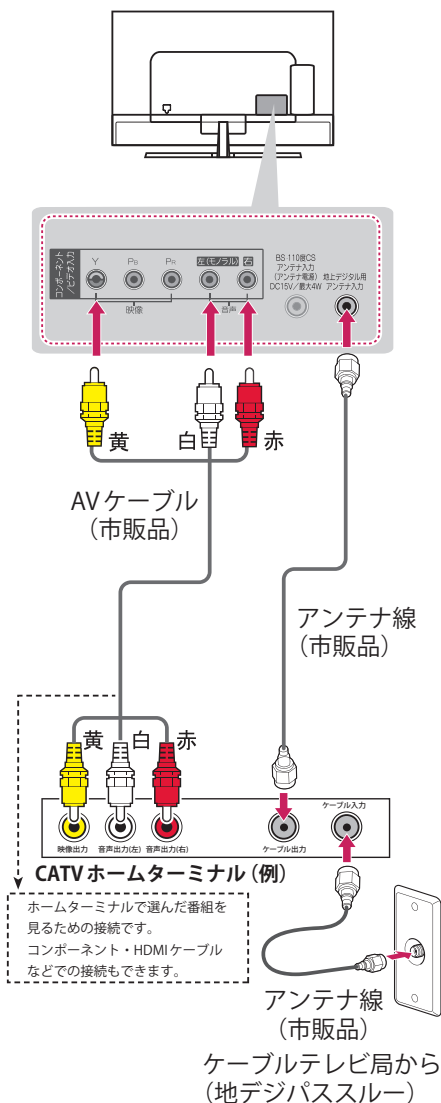 コンポーネント
/ビデオ入力
Y PB PR 左(モノラル) 右
映像 音声
BS・110度CS
アンテナ入力
(アンテナ電源)
DC15V/最大4W
地上デジタル用
アンテナ入力
黄 白 赤
AVケーブル
(市販品)
アンテナ線
(市販品)
黄 白 赤
映像出力 音声出力(左) 音声出力(右) ケーブル出力
ケーブル入力
CATVホームターミナル(例)
ホームターミナルで選んだ番組を
見るための接続です。
コンポーネント・HDMIケーブル
などでの接続もできます。
アンテナ線
(市販品)
ケーブルテレビ局から
(地デジパススルー)